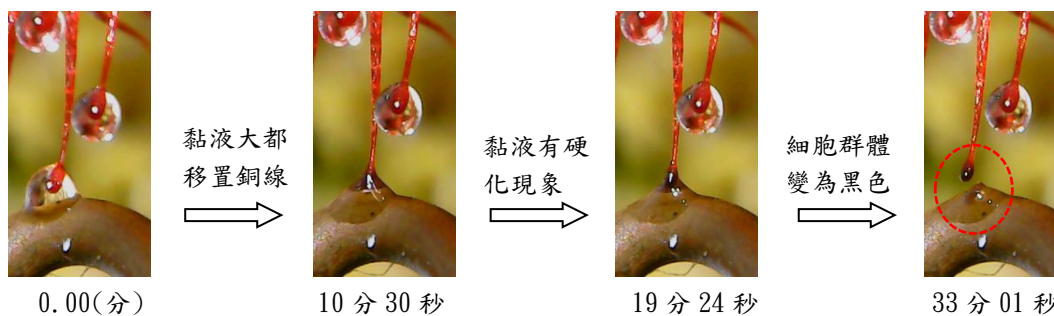 黏液大都
移置銅線
黏液有硬
化現象
細胞群體
變為黑色
0.00(分)
10 分 30 秒
19 分 24 秒
33 分 01 秒